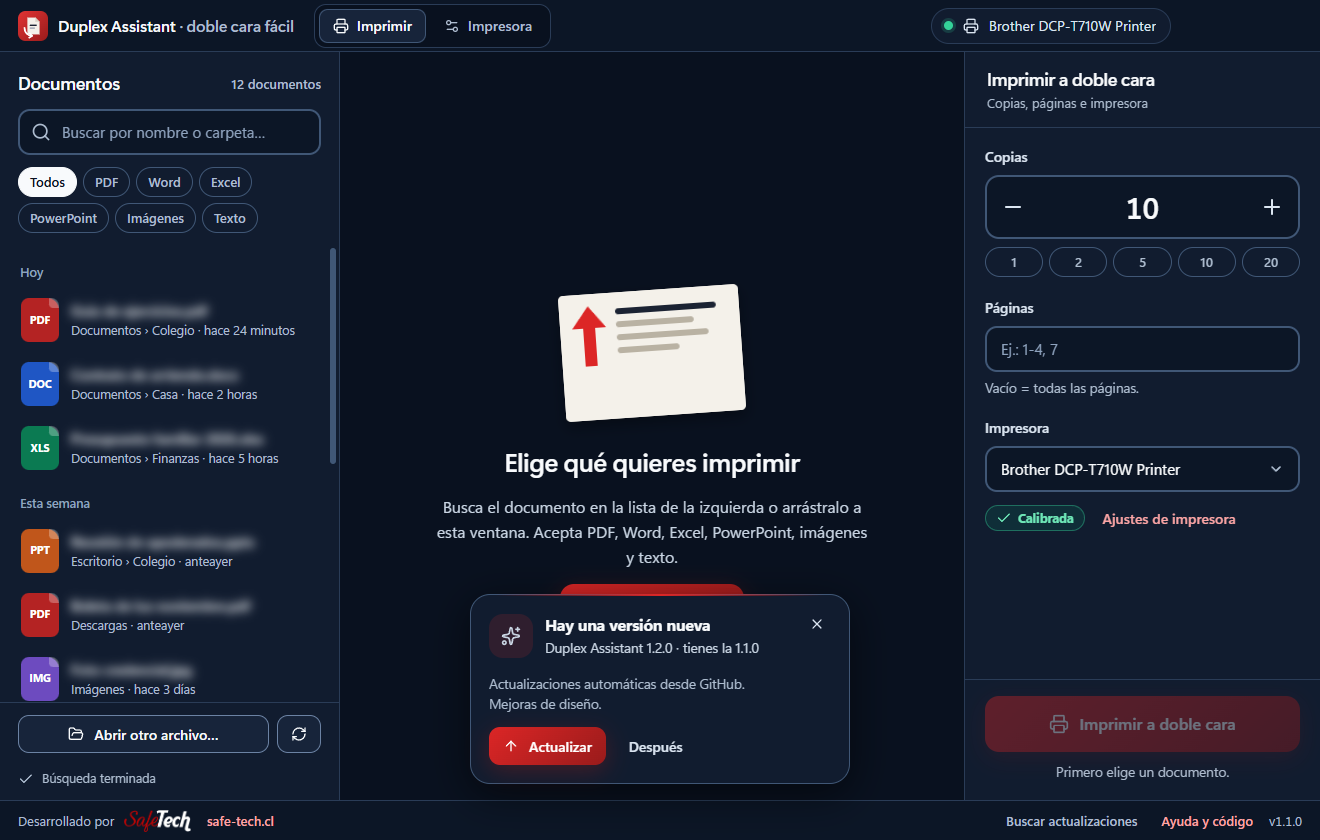 Duplex Assistant · doble cara fácil
Imprimir
Impresora
Brother DCP-T710W Printer
Documentos
12 documentos
Buscar por nombre o carpeta...
Todos
PDF
Word
Excel
PowerPoint
Imágenes
Texto
Hoy
PDF
Documentos › Colegio · hace 24 minutos
DOC
Documentos › Casa · hace 2 horas
XLS
Documentos › Finanzas · hace 5 horas
Esta semana
PPT
Escritorio › Colegio · anteayer
PDF
Descargas · anteayer
IMG
Imágenes · hace 3 días
Abrir otro archivo...
Búsqueda terminada
Elige qué quieres imprimir
Busca el documento en la lista de la izquierda o arrástralo a
esta ventana. Acepta PDF, Word, Excel, PowerPoint, imágenes
y texto.
Hay una versión nueva
Duplex Assistant 1.2.0 · tienes la 1.1.0
Actualizaciones automáticas desde GitHub.
Mejoras de diseño.
Actualizar
Después
Imprimir a doble cara
Copias, páginas e impresora
Copias
10
1
2
5
10
20
Páginas
Ej.: 1-4, 7
Vacío = todas las páginas.
Impresora
Brother DCP-T710W Printer
Calibrada
Ajustes de impresora
Imprimir a doble cara
Primero elige un documento.
Desarrollado por
SafeTech
safe-tech.cl
Buscar actualizaciones
Ayuda y código
v1.1.0